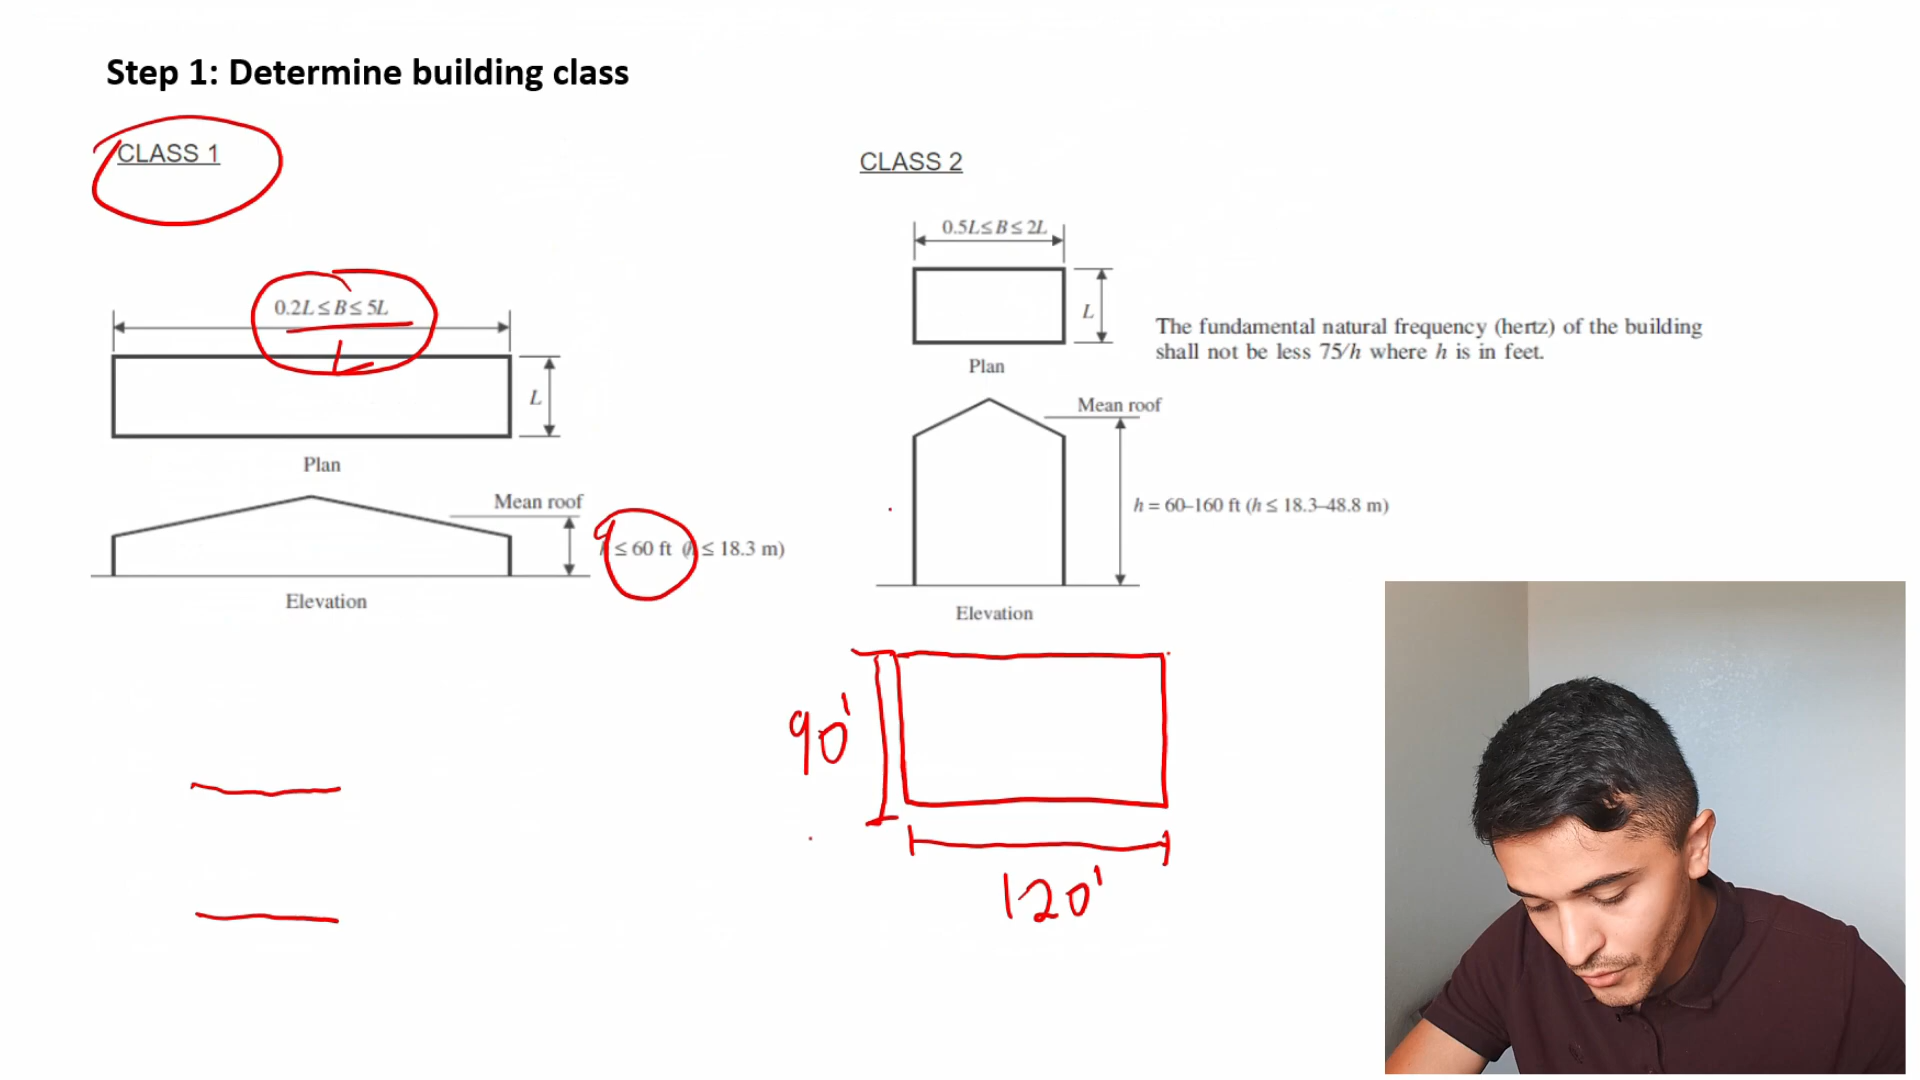 Step 1: Determine building class
CLASS 1
0.2L ≤ B ≤ 5L
L
Plan
Mean roof
≤ 60 ft (h ≤ 18.3 m)
Elevation
CLASS 2
0.5L ≤ B ≤ 2L
L
Plan
The fundamental natural frequency (hertz) of the building
shall not be less 75/h where h is in feet.
Mean roof
h = 60–160 ft (h ≤ 18.3–48.8 m)
Elevation
90'
120'